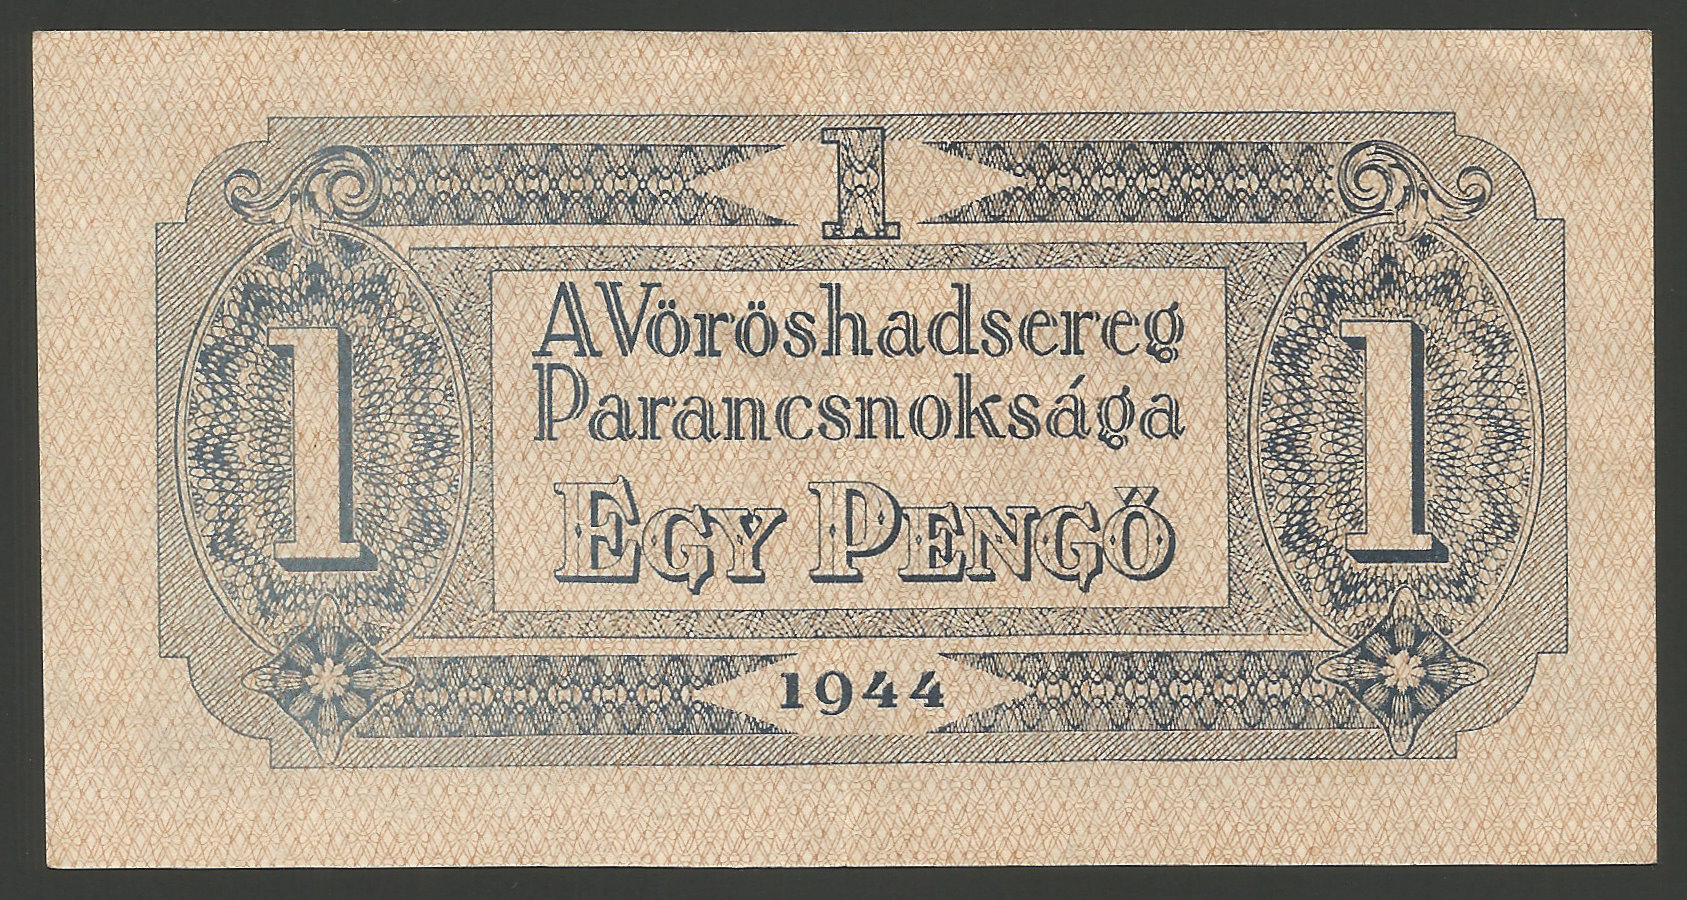 1
A Vöröshadsereg
Parancsnoksága
1 1
EGY PENGŐ
1944